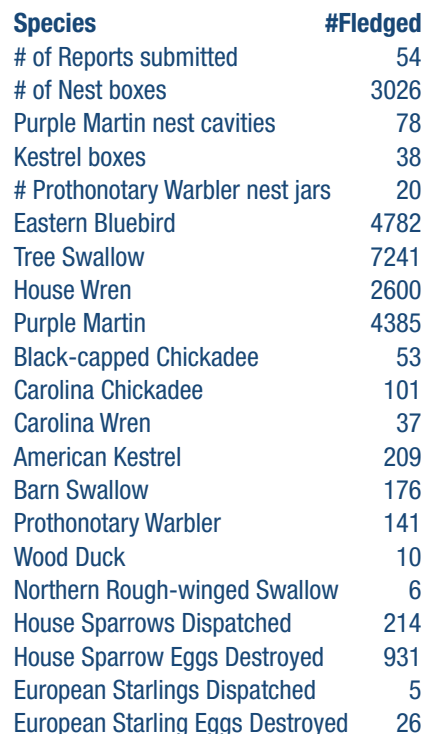 Species #Fledged
# of Reports submitted 54
# of Nest boxes 3026
Purple Martin nest cavities 78
Kestrel boxes 38
# Prothonotary Warbler nest jars 20
Eastern Bluebird 4782
Tree Swallow 7241
House Wren 2600
Purple Martin 4385
Black-capped Chickadee 53
Carolina Chickadee 101
Carolina Wren 37
American Kestrel 209
Barn Swallow 176
Prothonotary Warbler 141
Wood Duck 10
Northern Rough-winged Swallow 6
House Sparrows Dispatched 214
House Sparrow Eggs Destroyed 931
European Starlings Dispatched 5
European Starling Eggs Destroyed 26